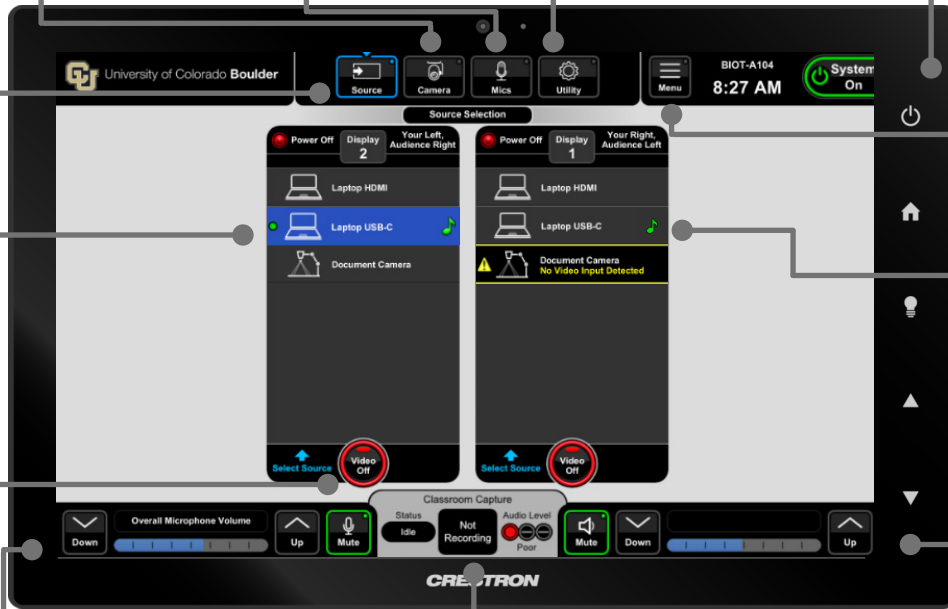 University of Colorado Boulder
Source
Camera
Mics
Utility
Menu
BIOT-A104
8:27 AM
System
On
Source Selection
Power Off
Display
2
Your Left,
Audience Right
Laptop HDMI
Laptop USB-C
Document Camera
Select Source
Video
Off
Power Off
Display
1
Your Right,
Audience Left
Laptop HDMI
Laptop USB-C
Document Camera
No Video Input Detected
Select Source
Video
Off
Classroom Capture
Status
Idle
Not
Recording
Audio Level
Poor
Down
Overall Microphone Volume
Up
Mute
Mute
Down
Up
CRESTRON